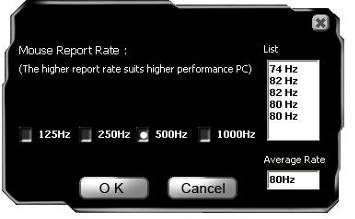 Mouse Report Rate :
List
(The higher report rate suits higher performance PC)
74 Hz
82 Hz
82 Hz
80 Hz
80 Hz
125Hz 250Hz 500Hz 1000Hz
Average Rate
80Hz
OK Cancel